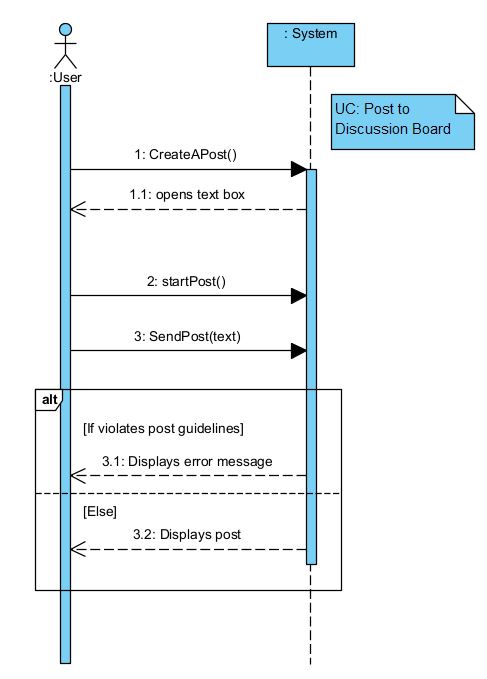 : System
:User
UC: Post to
Discussion Board
1: CreateAPost()
1.1: opens text box
2: startPost()
3: SendPost(text)
alt
[If violates post guidelines]
3.1: Displays error message
[Else]
3.2: Displays post